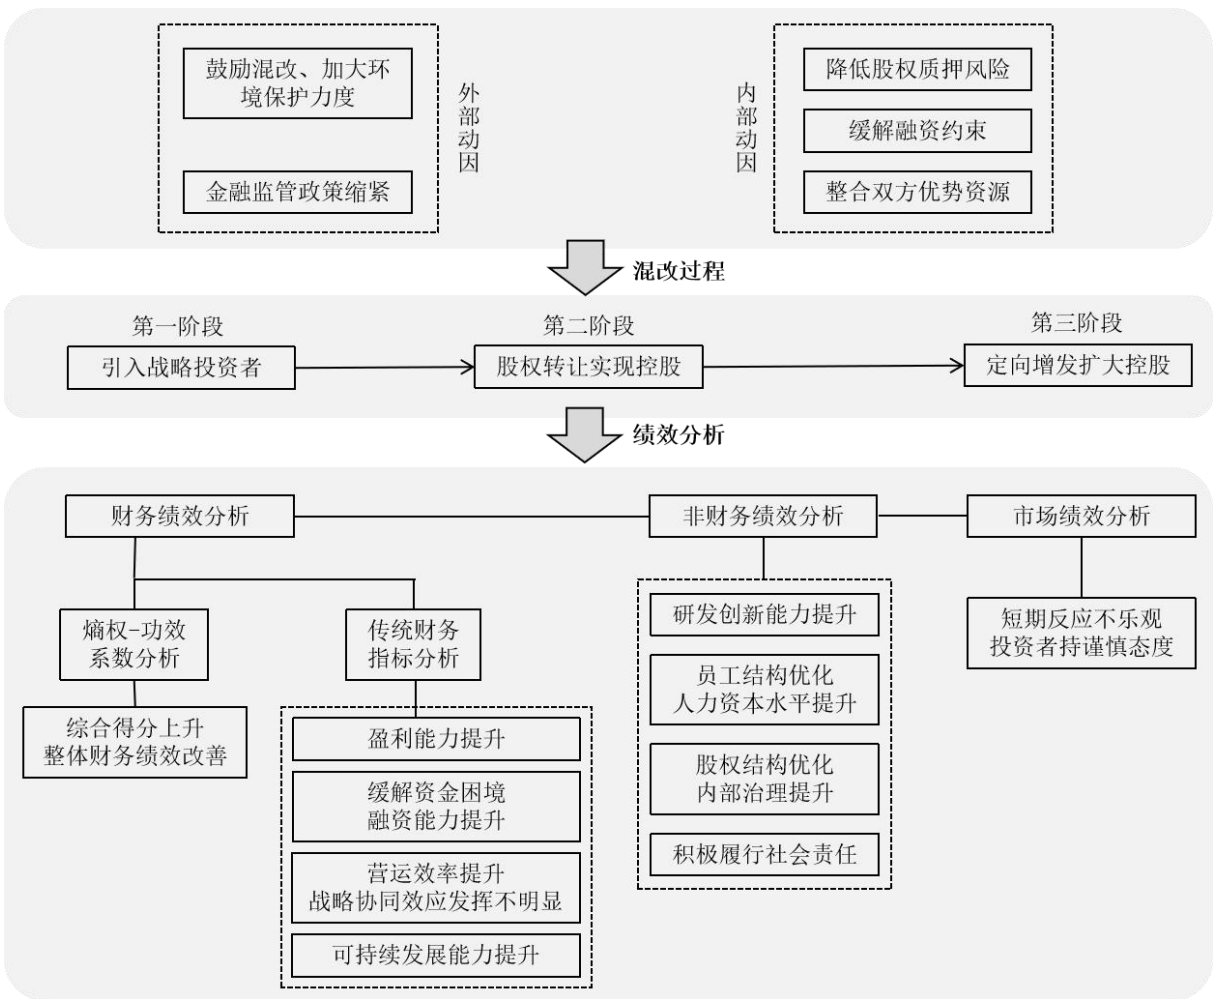 鼓励混改、加大环
境保护力度
金融监管政策缩紧
外部动因
内部动因
降低股权质押风险
缓解融资约束
整合双方优势资源
混改过程
第一阶段
引入战略投资者
第二阶段
股权转让实现控股
第三阶段
定向增发扩大控股
绩效分析
财务绩效分析
非财务绩效分析
市场绩效分析
熵权-功效
系数分析
综合得分上升
整体财务绩效改善
传统财务
指标分析
盈利能力提升
缓解资金困境
融资能力提升
营运效率提升
战略协同效应发挥不明显
可持续发展能力提升
研发创新能力提升
员工结构优化
人力资本水平提升
股权结构优化
内部治理提升
积极履行社会责任
短期反应不乐观
投资者持谨慎态度